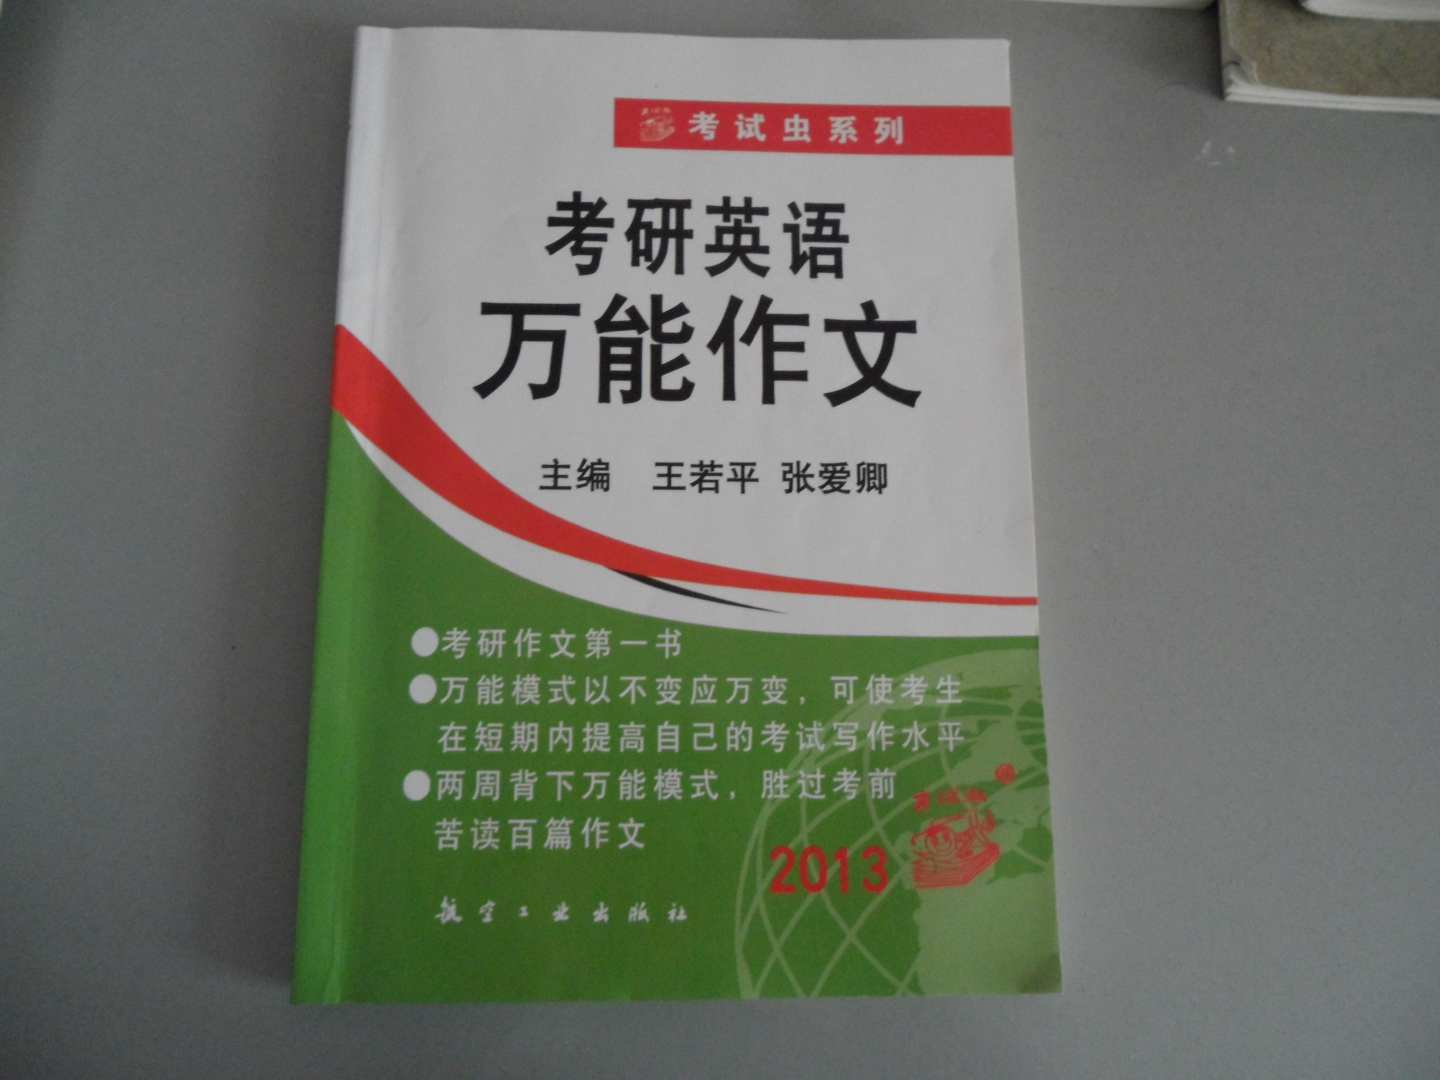 考试虫系列
考研英语
万能作文
主编 王若平 张爱卿
●考研作文第一书
●万能模式以不变应万变，可使考生
在短期内提高自己的考试写作水平
●两周背下万能模式，胜过考前
苦读百篇作文
2013
航空工业出版社